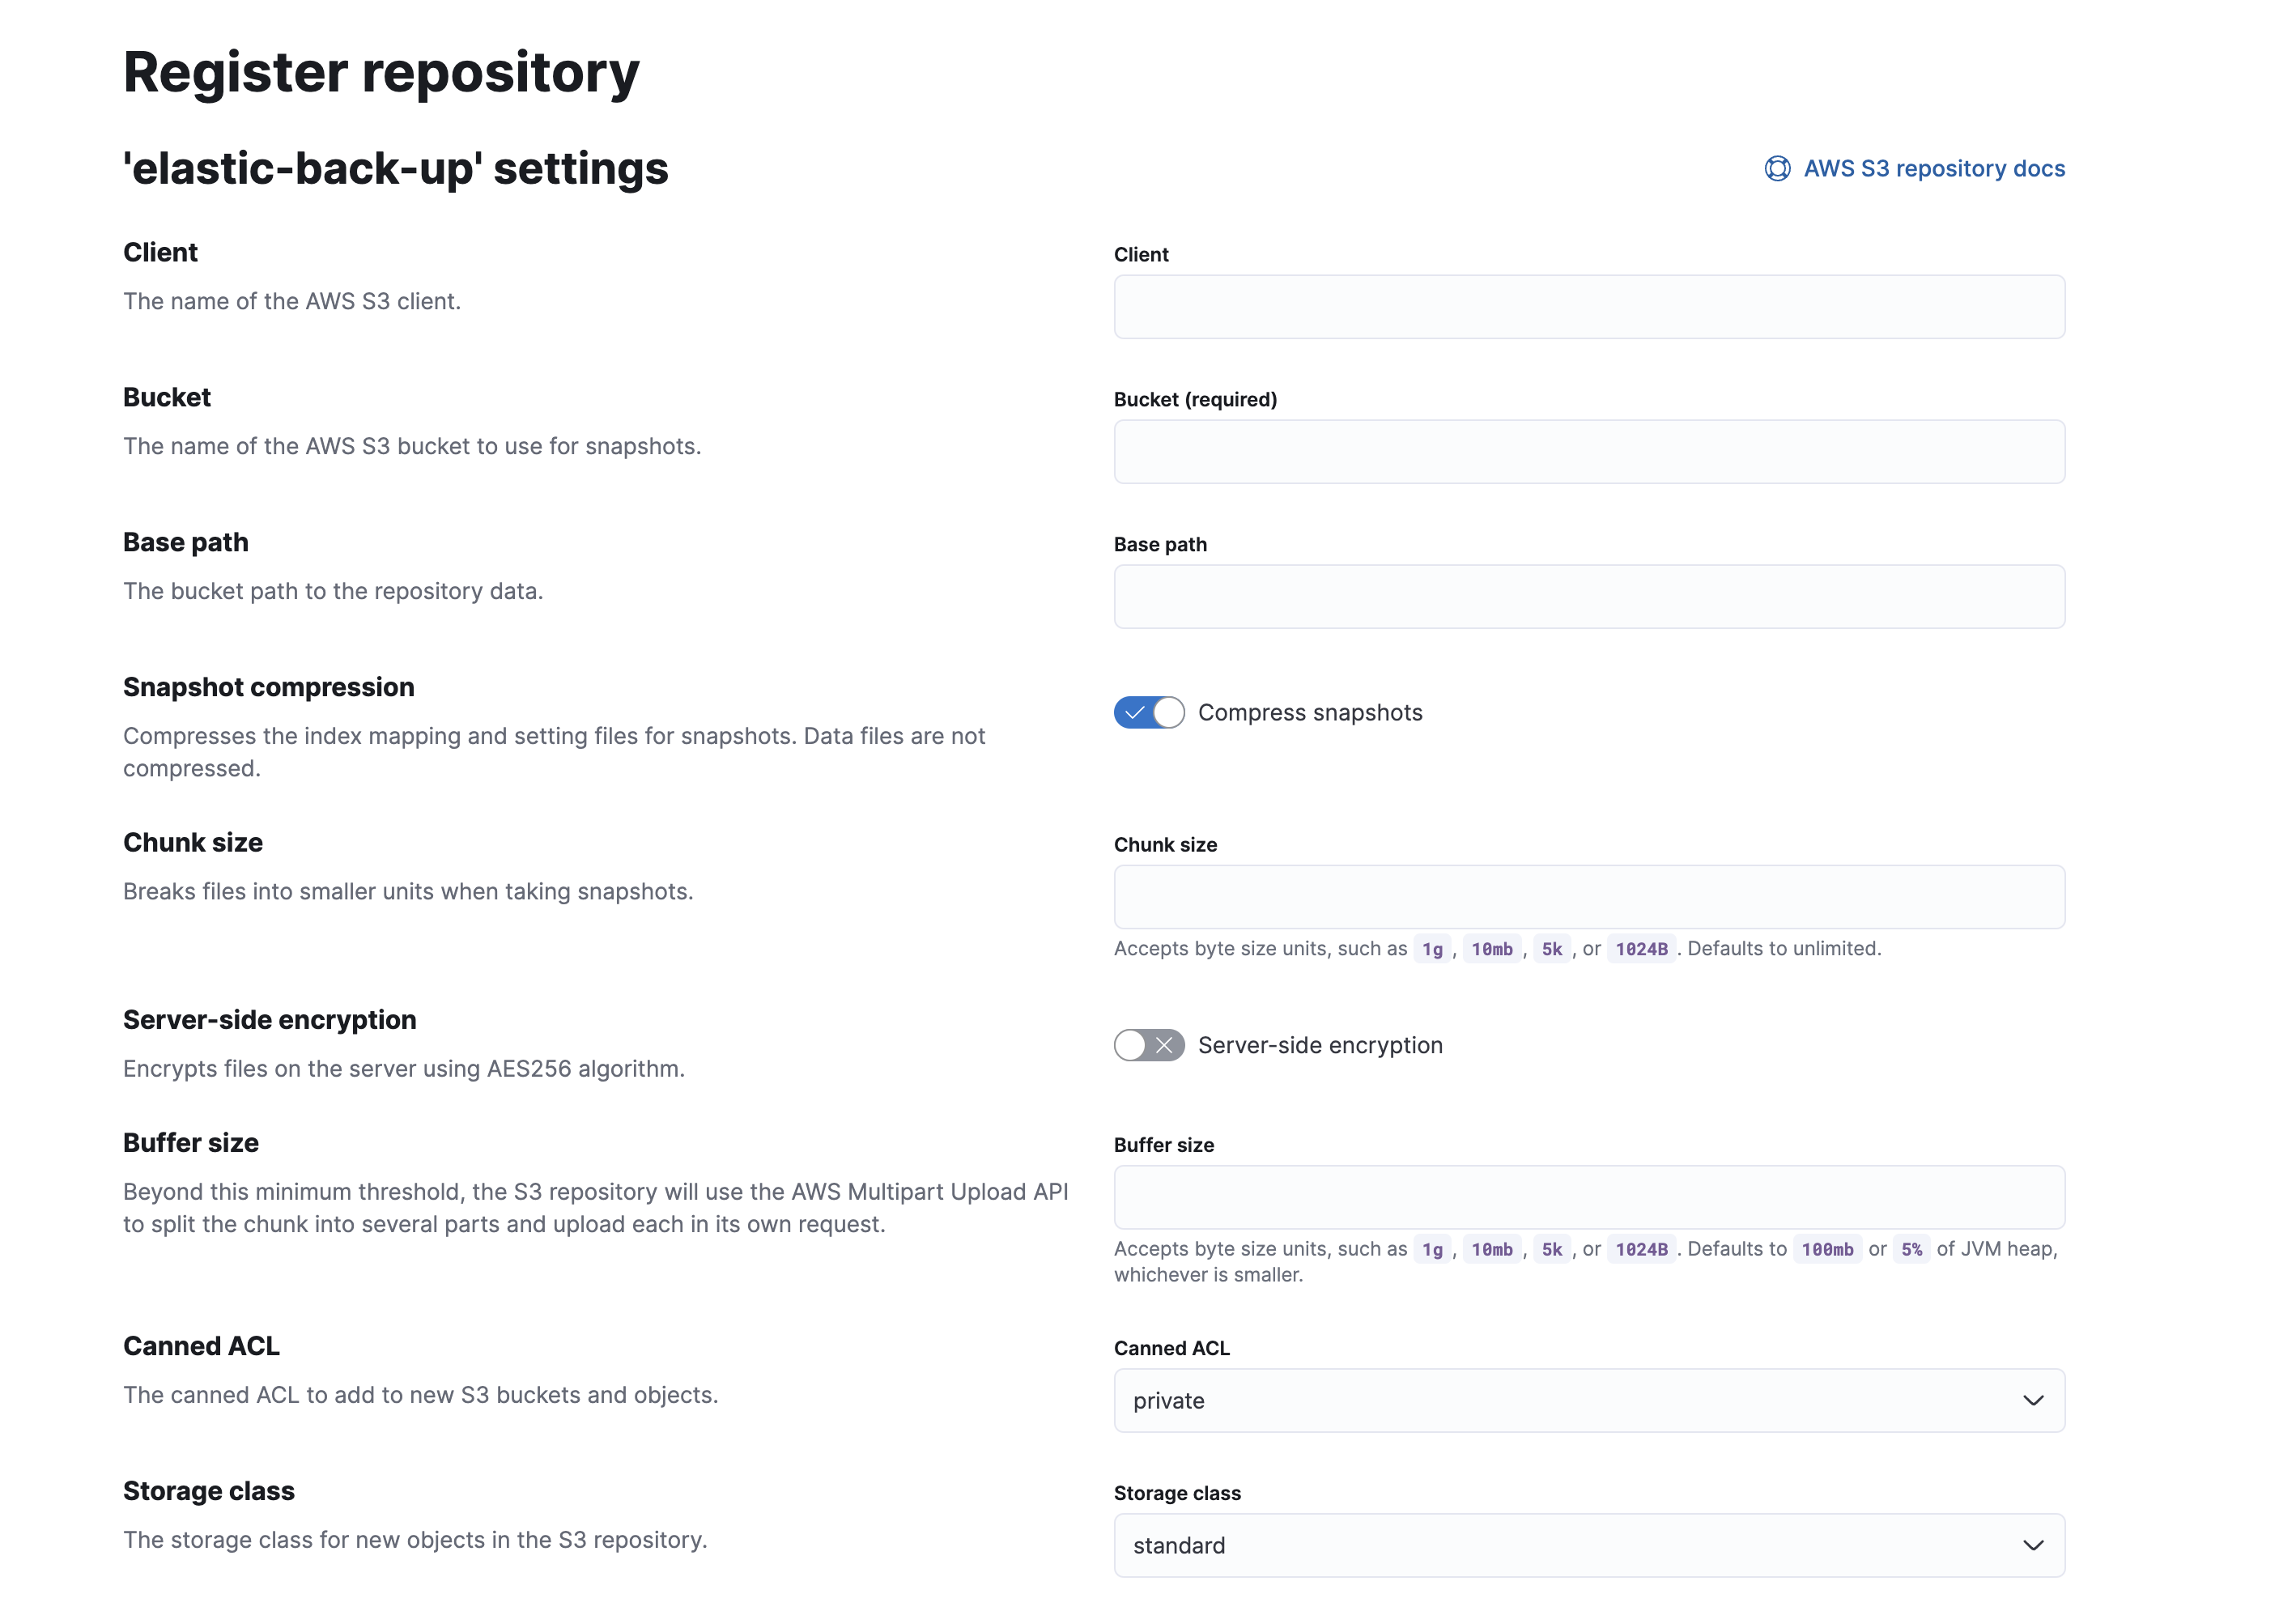 Register repository
'elastic-back-up' settings
AWS S3 repository docs
Client
The name of the AWS S3 client.
Client
Bucket
The name of the AWS S3 bucket to use for snapshots.
Bucket (required)
Base path
The bucket path to the repository data.
Base path
Snapshot compression
Compresses the index mapping and setting files for snapshots. Data files are not
compressed.
Compress snapshots
Chunk size
Breaks files into smaller units when taking snapshots.
Chunk size
Accepts byte size units, such as 1g, 10mb, 5k, or 1024B. Defaults to unlimited.
Server-side encryption
Encrypts files on the server using AES256 algorithm.
Server-side encryption
Buffer size
Beyond this minimum threshold, the S3 repository will use the AWS Multipart Upload API
to split the chunk into several parts and upload each in its own request.
Buffer size
Accepts byte size units, such as 1g, 10mb, 5k, or 1024B. Defaults to 100mb or 5% of JVM heap,
whichever is smaller.
Canned ACL
The canned ACL to add to new S3 buckets and objects.
Canned ACL
private
Storage class
The storage class for new objects in the S3 repository.
Storage class
standard